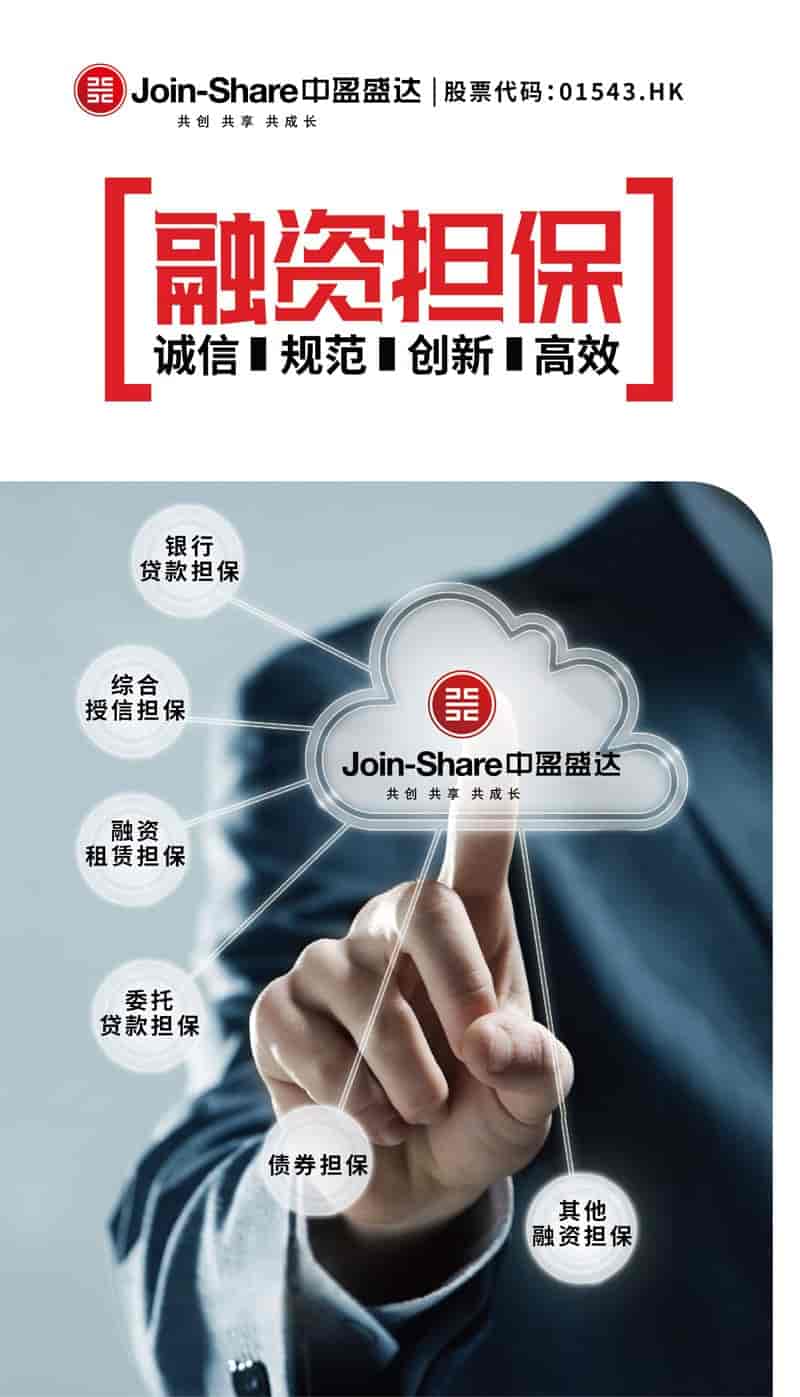 Join-Share中盈盛达 | 股票代码:01543.HK
共创 共享 共成长
融资担保
诚信 ▮ 规范 ▮ 创新 ▮ 高效
银行
贷款担保
综合
授信担保
Join-Share中盈盛达
共创 共享 共成长
融资
租赁担保
委托
贷款担保
债券担保
其他
融资担保